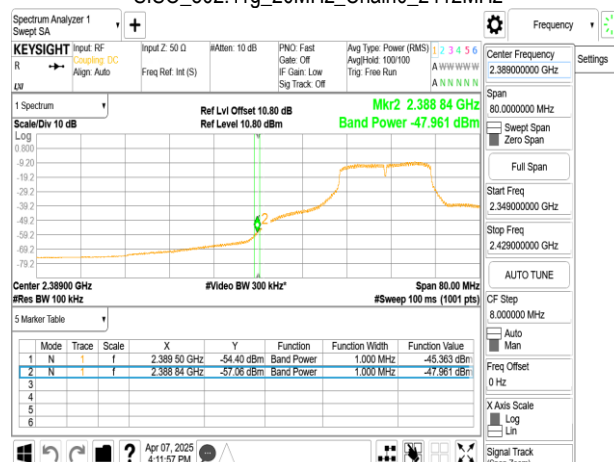 SISO_802.11g_20MHz_Chain0_2412MHz
Spectrum Analyzer 1
Swept SA
Frequency
Settings
KEYSIGHT
R
Input: RF
Coupling: DC
Align: Auto
Input Z: 50 Ω
Freq Ref: Int (S)
#Atten: 10 dB
PNO: Fast
Gate: Off
IF Gain: Low
Sig Track: Off
Avg Type: Power (RMS)
Avg|Hold: 100/100
Trig: Free Run
1 2 3 4 5 6
A W W W W W
A N N N N N
1 Spectrum
Scale/Div 10 dB
Ref Lvl Offset 10.80 dB
Ref Level 10.80 dBm
Mkr2 2.388 84 GHz
Band Power -47.961 dBm
Log
0.800
-9.20
-19.2
-29.2
-39.2
-49.2
-59.2
-69.2
-79.2
2
Center 2.38900 GHz
#Res BW 100 kHz
#Video BW 300 kHz*
Span 80.00 MHz
#Sweep 100 ms (1001 pts)
5 Marker Table
Mode Trace Scale X Y Function Function Width Function Value
1 N 1 f 2.389 50 GHz -54.40 dBm Band Power 1.000 MHz -45.363 dBm
2 N 1 f 2.388 84 GHz -57.06 dBm Band Power 1.000 MHz -47.961 dBm
3
4
5
6
Apr 07, 2025
4:11:57 PM
Center Frequency
2.389000000 GHz
Span
80.0000000 MHz
Swept Span
Zero Span
Full Span
Start Freq
2.349000000 GHz
Stop Freq
2.429000000 GHz
AUTO TUNE
CF Step
8.000000 MHz
Auto
Man
Freq Offset
0 Hz
X Axis Scale
Log
Lin
Signal Track
(Span Zoom)